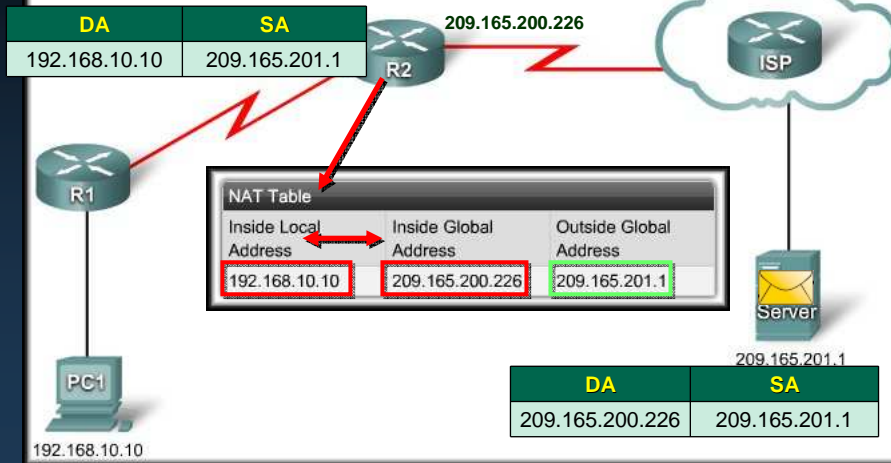 DA SA
192.168.10.10 209.165.201.1
209.165.200.226
R2
ISP
R1
NAT Table
Inside Local Inside Global Outside Global
Address Address Address
192.168.10.10 209.165.200.226 209.165.201.1
Server
209.165.201.1
PC1
DA SA
209.165.200.226 209.165.201.1
192.168.10.10